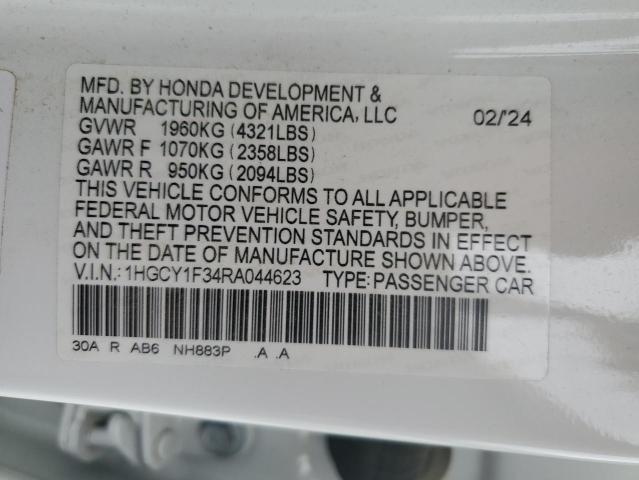 MFD. BY HONDA DEVELOPMENT &
MANUFACTURING OF AMERICA, LLC 02/'24
GVWR 1960KG (4321LBS)
GAWR F 1070KG (2358LBS)
GAWR R 950KG (2094LBS)
THIS VEHICLE CONFORMS TO ALL APPLICABLE
FEDERAL MOTOR VEHICLE SAFETY, BUMPER,
AND THEFT PREVENTION STANDARDS IN EFFECT
ON THE DATE OF MANUFACTURE SHOWN ABOVE.
V.I.N.: 1HGCY1F34RA044623 TYPE: PASSENGER CAR
30A R AB6 NH883P .A .A